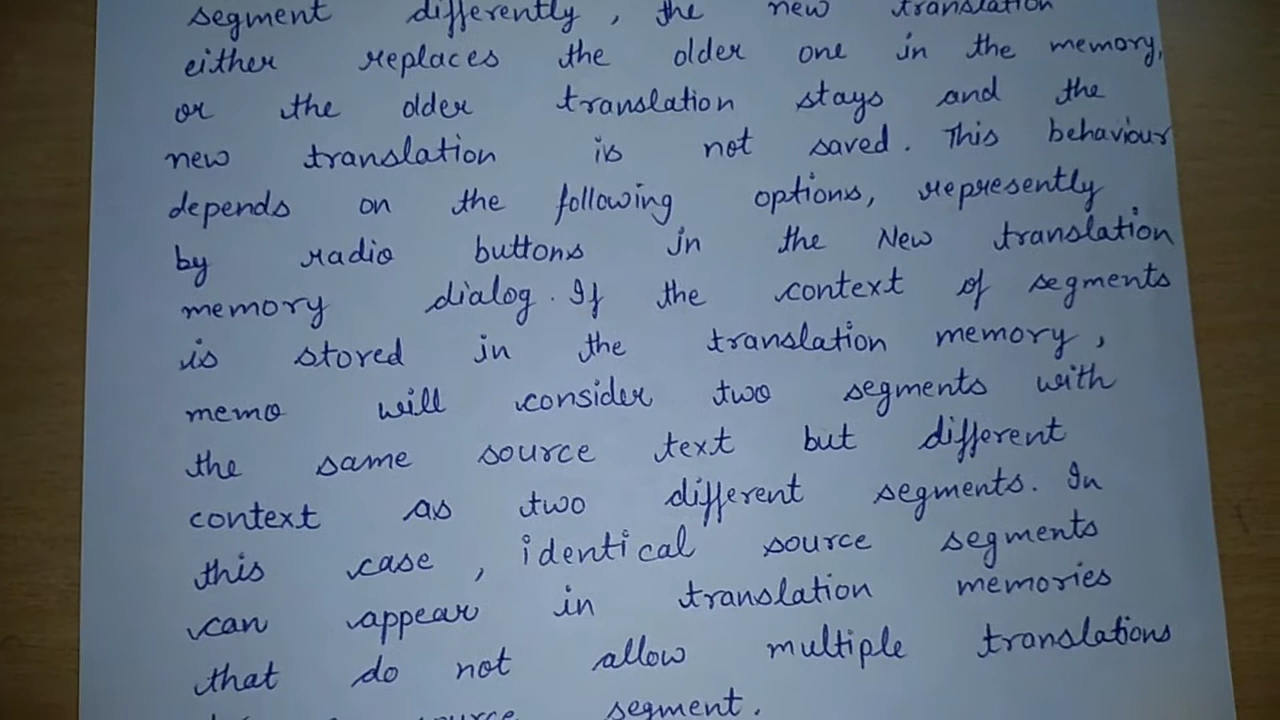 segment differently, the new translation
either replaces the older one in the memory,
or the older translation stays and the
new translation is not saved. This behaviour
depends on the following options, represently
by radio buttons in the New translation
memory dialog. If the context of segments
is stored in the translation memory,
memo will consider two segments with
the same source text but different
context as two different segments. In
this case, identical source segments
can appear in translation memories
that do not allow multiple translations
source segment.